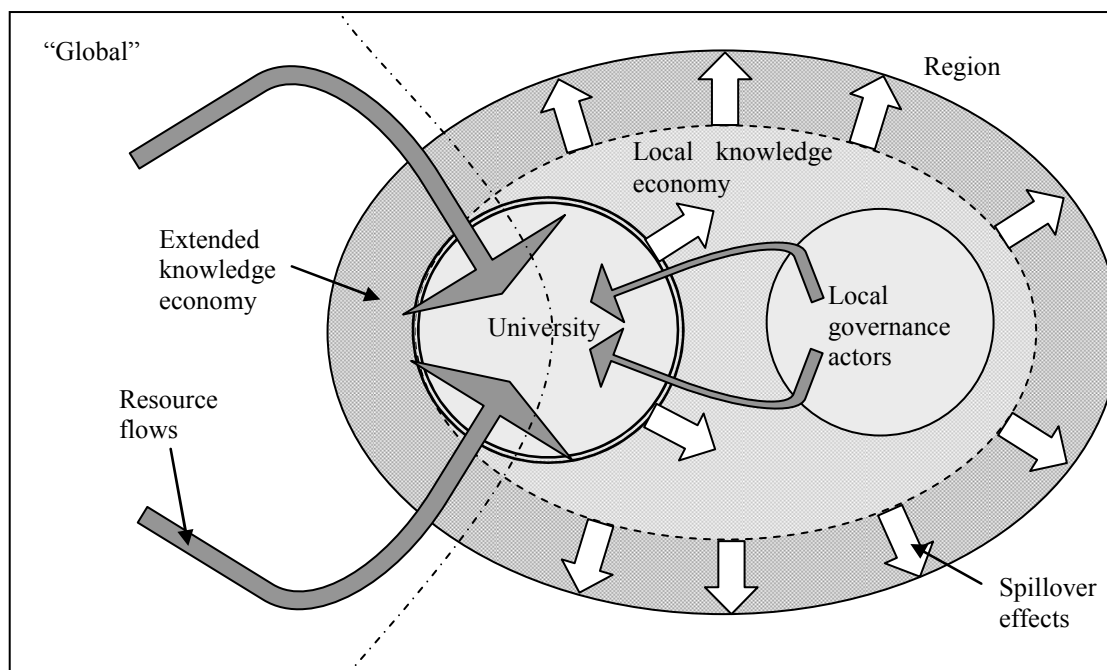 “Global”
Region
Local knowledge
economy
Extended
knowledge
economy
University
Local
governance
actors
Resource
flows
Spillover
effects